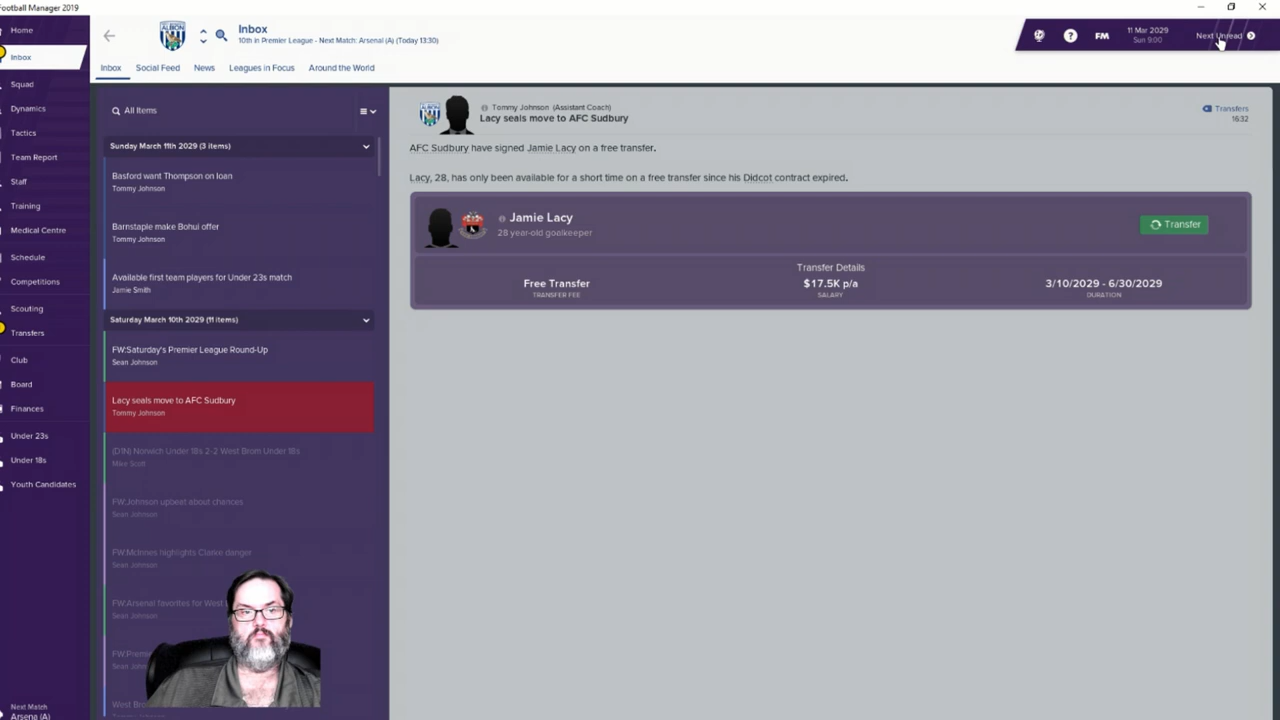 Football Manager 2019
Home
Inbox
Squad
Dynamics
Tactics
Team Report
Staff
Training
Medical Centre
Schedule
Competitions
Scouting
Transfers
Club
Board
Finances
Under 23s
Under 18s
Youth Candidates
Next Match
Arsenal (A)
Inbox
10th in Premier League - Next Match: Arsenal (A) (Today 13:30)
FM
11 Mar 2029
Sun 9:00
Next Unread
Inbox Social Feed News Leagues in Focus Around the World
All Items
Sunday March 11th 2029 (3 items)
Basford want Thompson on loan
Tommy Johnson
Barnstaple make Bohui offer
Tommy Johnson
Available first team players for Under 23s match
Jamie Smith
Saturday March 10th 2029 (11 items)
FW:Saturday's Premier League Round-Up
Sean Johnson
Lacy seals move to AFC Sudbury
Tommy Johnson
(D1N) Norwich Under 18s 2-2 West Brom Under 18s
Mike Scott
FW:Johnson upbeat about chances
Sean Johnson
FW:McInnes highlights Clarke danger
Sean Johnson
FW:Arsenal favorites for West
Sean Johnson
FW:Premie
Sean John
West Bro
Tommy Johnson (Assistant Coach)
Lacy seals move to AFC Sudbury
Transfers
16:32
AFC Sudbury have signed Jamie Lacy on a free transfer.
Lacy, 28, has only been available for a short time on a free transfer since his Didcot contract expired.
Jamie Lacy
28 year-old goalkeeper
Transfer
Transfer Details
Free Transfer
TRANSFER FEE
$17.5K p/a
SALARY
3/10/2029 - 6/30/2029
DURATION